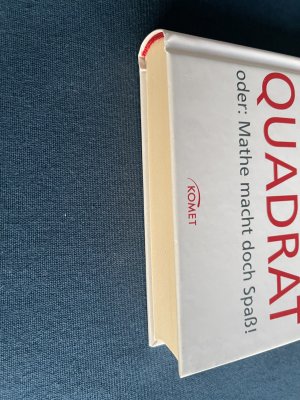 QUADRAT
oder: Mathe macht doch Spaß!
KOMET